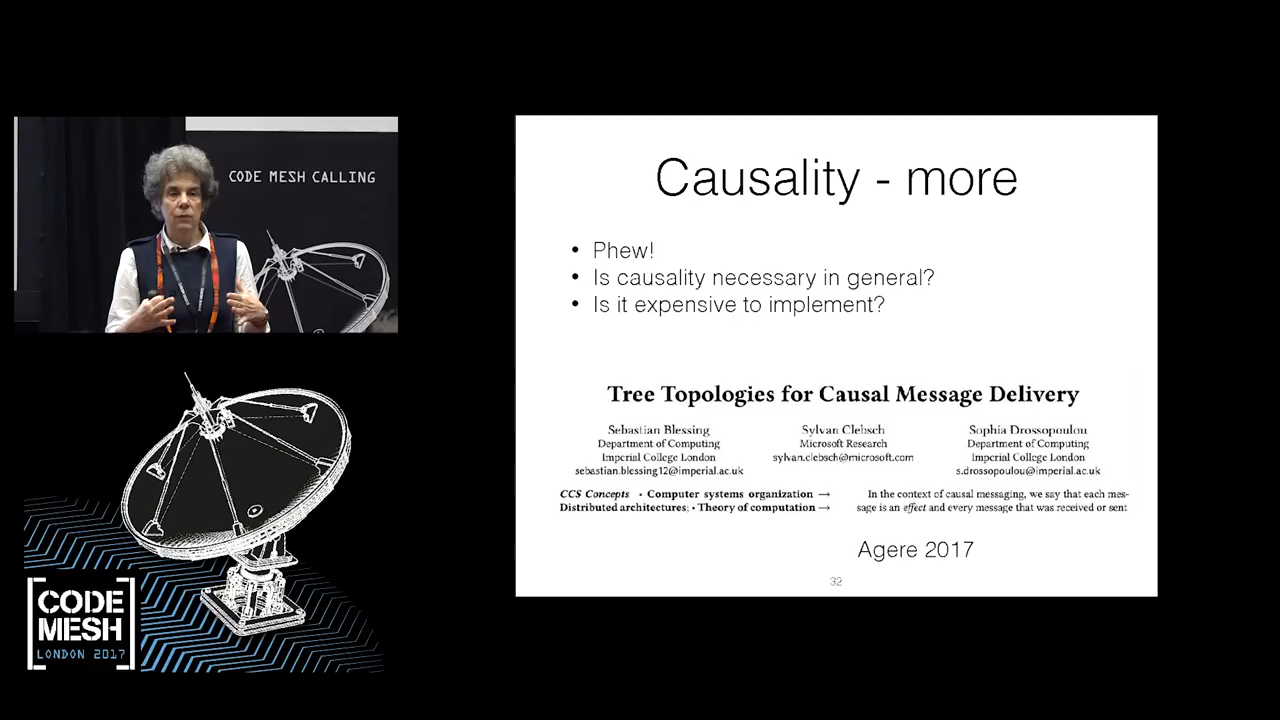 CODE MESH CALLING
CODE
MESH
LONDON 2017
Causality - more
• Phew!
• Is causality necessary in general?
• Is it expensive to implement?
Tree Topologies for Causal Message Delivery
Sebastian Blessing
Department of Computing
Imperial College London
sebastian.blessing12@imperial.ac.uk
Sylvan Clebsch
Microsoft Research
sylvan.clebsch@microsoft.com
Sophia Drossopoulou
Department of Computing
Imperial College London
s.drossopoulou@imperial.ac.uk
CCS Concepts • Computer systems organization →
Distributed architectures; • Theory of computation →
In the context of causal messaging, we say that each mes-
sage is an effect and every message that was received or sent
Agere 2017
32